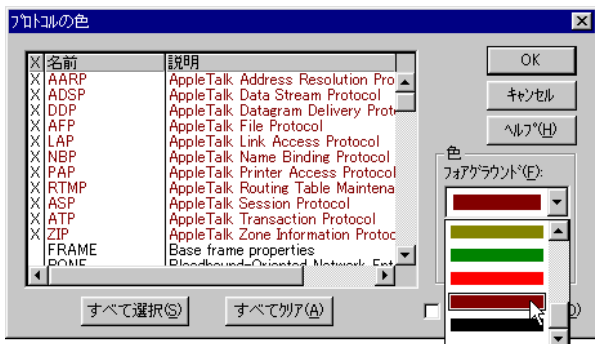 プロトコルの色
X 名前 説明
X AARP AppleTalk Address Resolution Pro
X ADSP AppleTalk Data Stream Protocol
X DDP AppleTalk Datagram Delivery Prot
X AFP AppleTalk File Protocol
X LAP AppleTalk Link Access Protocol
X NBP AppleTalk Name Binding Protocol
X PAP AppleTalk Printer Access Protocol
X RTMP AppleTalk Routing Table Maintena
X ASP AppleTalk Session Protocol
X ATP AppleTalk Transaction Protocol
X ZIP AppleTalk Zone Information Protoc
FRAME Base frame properties
BONE Bloodhound-Oriented Network Ent
すべて選択(S) すべてクリア(A)
OK
キャンセル
ヘルプ(H)
色
フォアグラウンド(F):